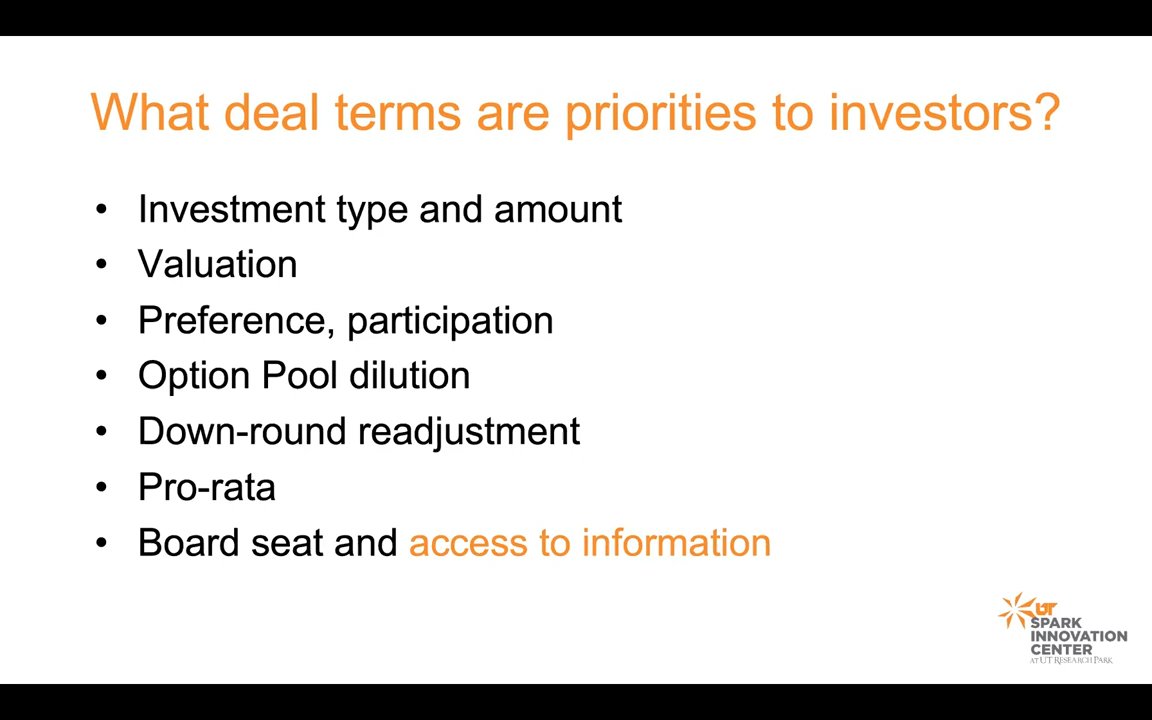 What deal terms are priorities to investors?
• Investment type and amount
• Valuation
• Preference, participation
• Option Pool dilution
• Down-round readjustment
• Pro-rata
• Board seat and access to information
UT
SPARK
INNOVATION
CENTER
AT UT RESEARCH PARK